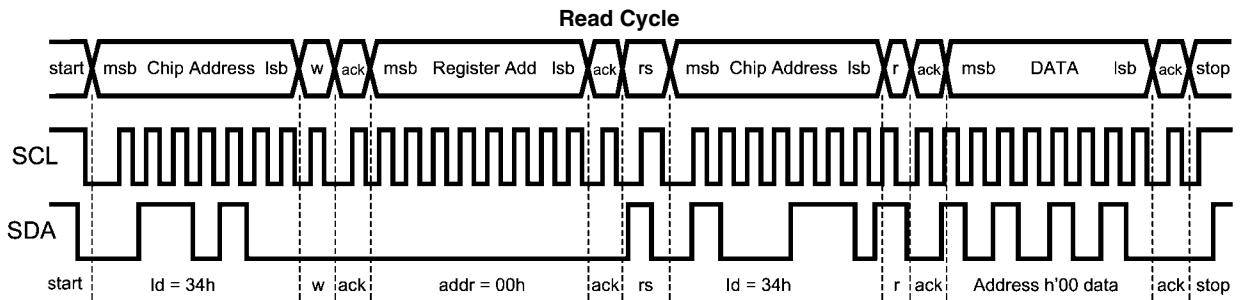 Read Cycle
start msb Chip Address lsb w ack msb Register Add lsb ack rs msb Chip Address lsb r ack msb DATA lsb ack stop
SCL
SDA
start Id = 34h w ack addr = 00h ack rs Id = 34h r ack Address h'00 data ack stop